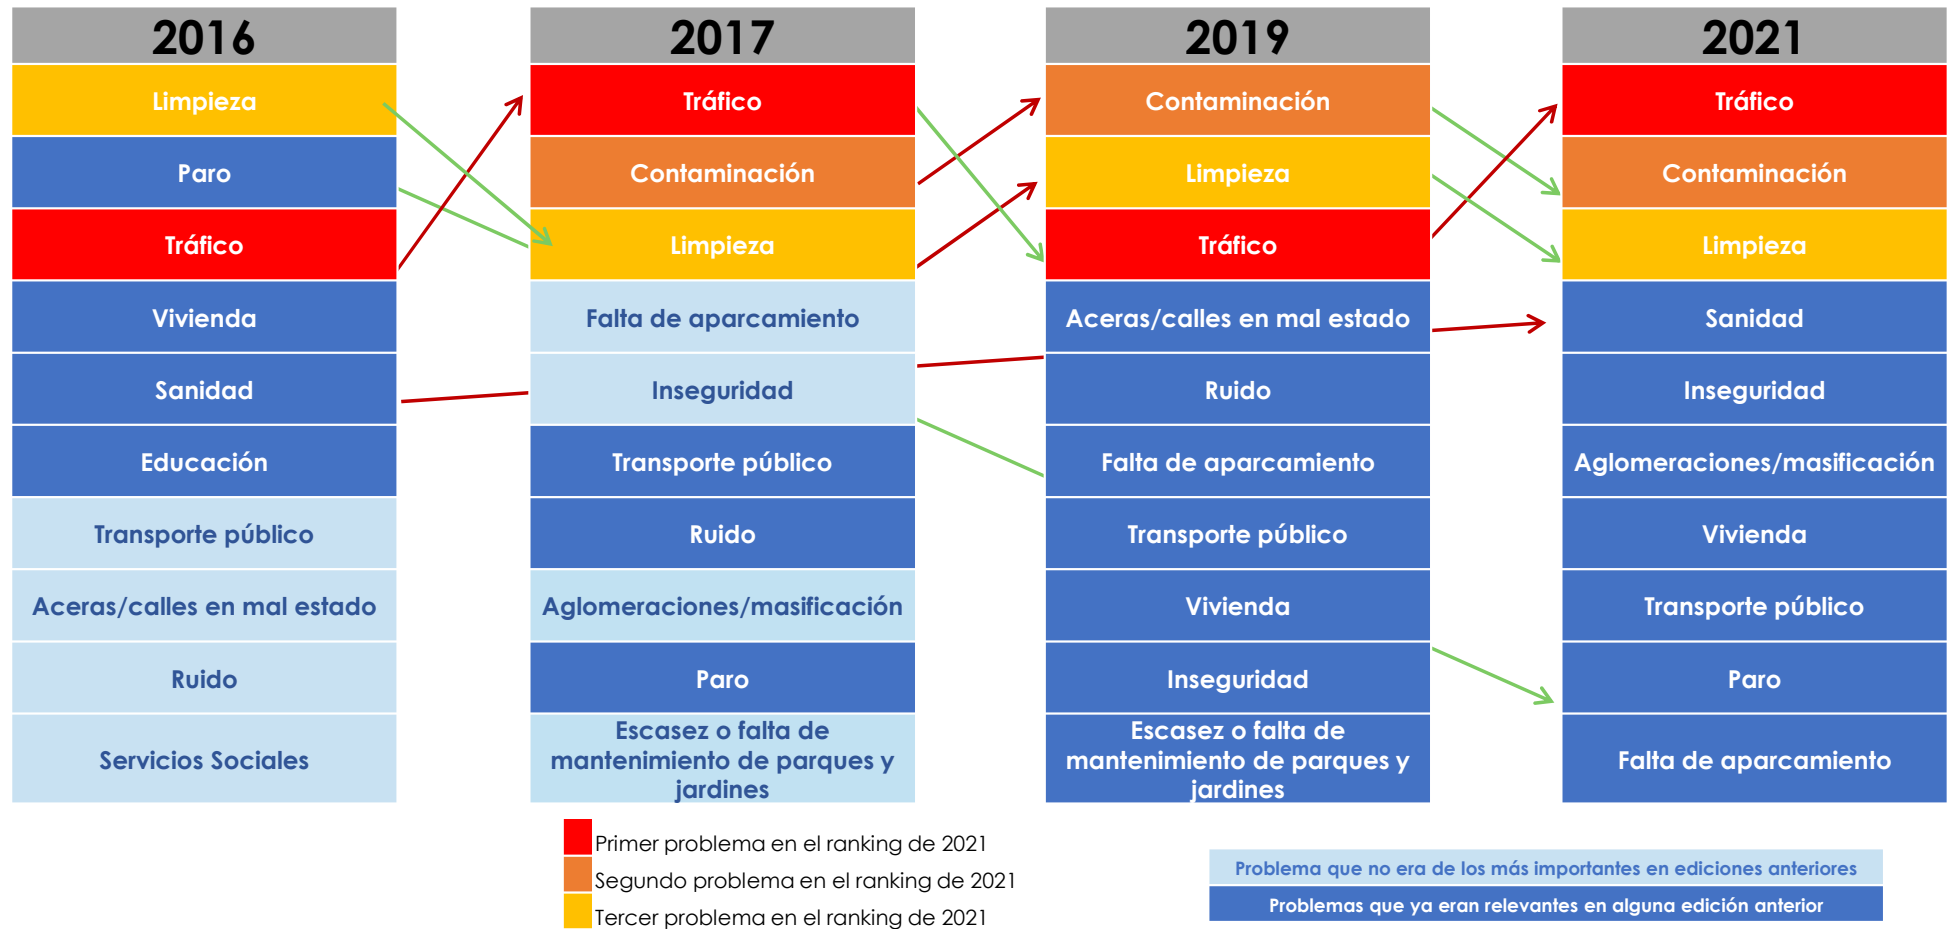 2016
Limpieza
Paro
Tráfico
Vivienda
Sanidad
Educación
Transporte público
Aceras/calles en mal estado
Ruido
Servicios Sociales
2017
Tráfico
Contaminación
Limpieza
Falta de aparcamiento
Inseguridad
Transporte público
Ruido
Aglomeraciones/masificación
Paro
Escasez o falta de
mantenimiento de parques y
jardines
2019
Contaminación
Limpieza
Tráfico
Aceras/calles en mal estado
Ruido
Falta de aparcamiento
Transporte público
Vivienda
Inseguridad
Escasez o falta de
mantenimiento de parques y
jardines
2021
Tráfico
Contaminación
Limpieza
Sanidad
Inseguridad
Aglomeraciones/masificación
Vivienda
Transporte público
Paro
Falta de aparcamiento
Primer problema en el ranking de 2021
Segundo problema en el ranking de 2021
Tercer problema en el ranking de 2021
Problema que no era de los más importantes en ediciones anteriores
Problemas que ya eran relevantes en alguna edición anterior